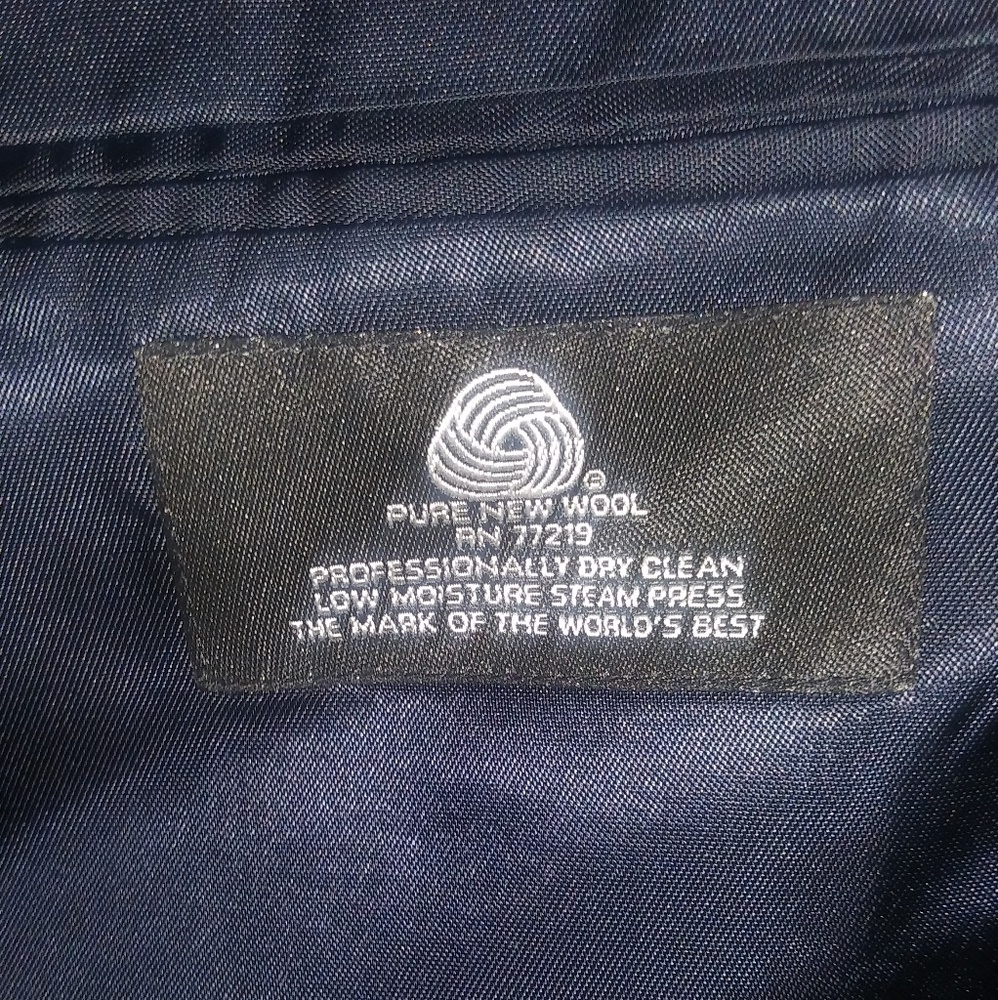 PURE NEW WOOL
RN 77219
PROFESSIONALLY DRY CLEAN
LOW MOISTURE STEAM PRESS
THE MARK OF THE WORLD'S BEST